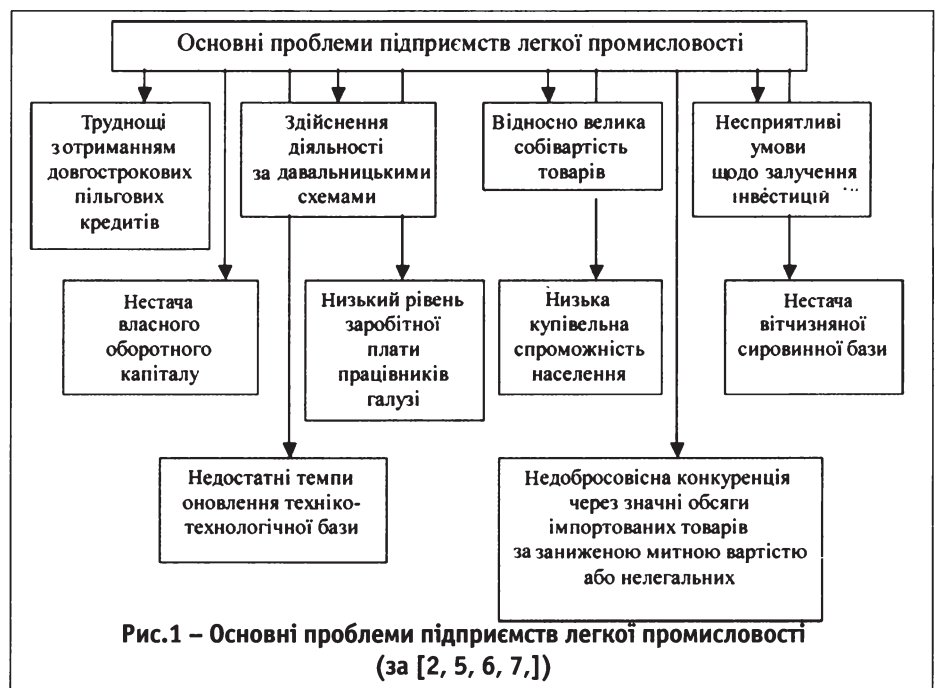 Основні проблеми підприємств легкої промисловості
Труднощі
з отриманням
довгострокових
пільгових
кредитів
Здійснення
діяльності
за давальницькими
схемами
Відносно велика
собівартість
товарів
Несприятливі
умови
щодо залучення
інвестицій
Нестача
власного
оборотного
капіталу
Низький рівень
заробітної
плати
працівників
галузі
Низька
купівельна
спроможність
населення
Нестача
вітчизняної
сировинної бази
Недостатні темпи
оновлення техніко-
технологічної бази
Недобросовісна конкуренція
через значні обсяги
імпортованих товарів
за заниженою митною вартістю
або нелегальних
Рис.1 – Основні проблеми підприємств легкої промисловості
(за [2, 5, 6, 7,])